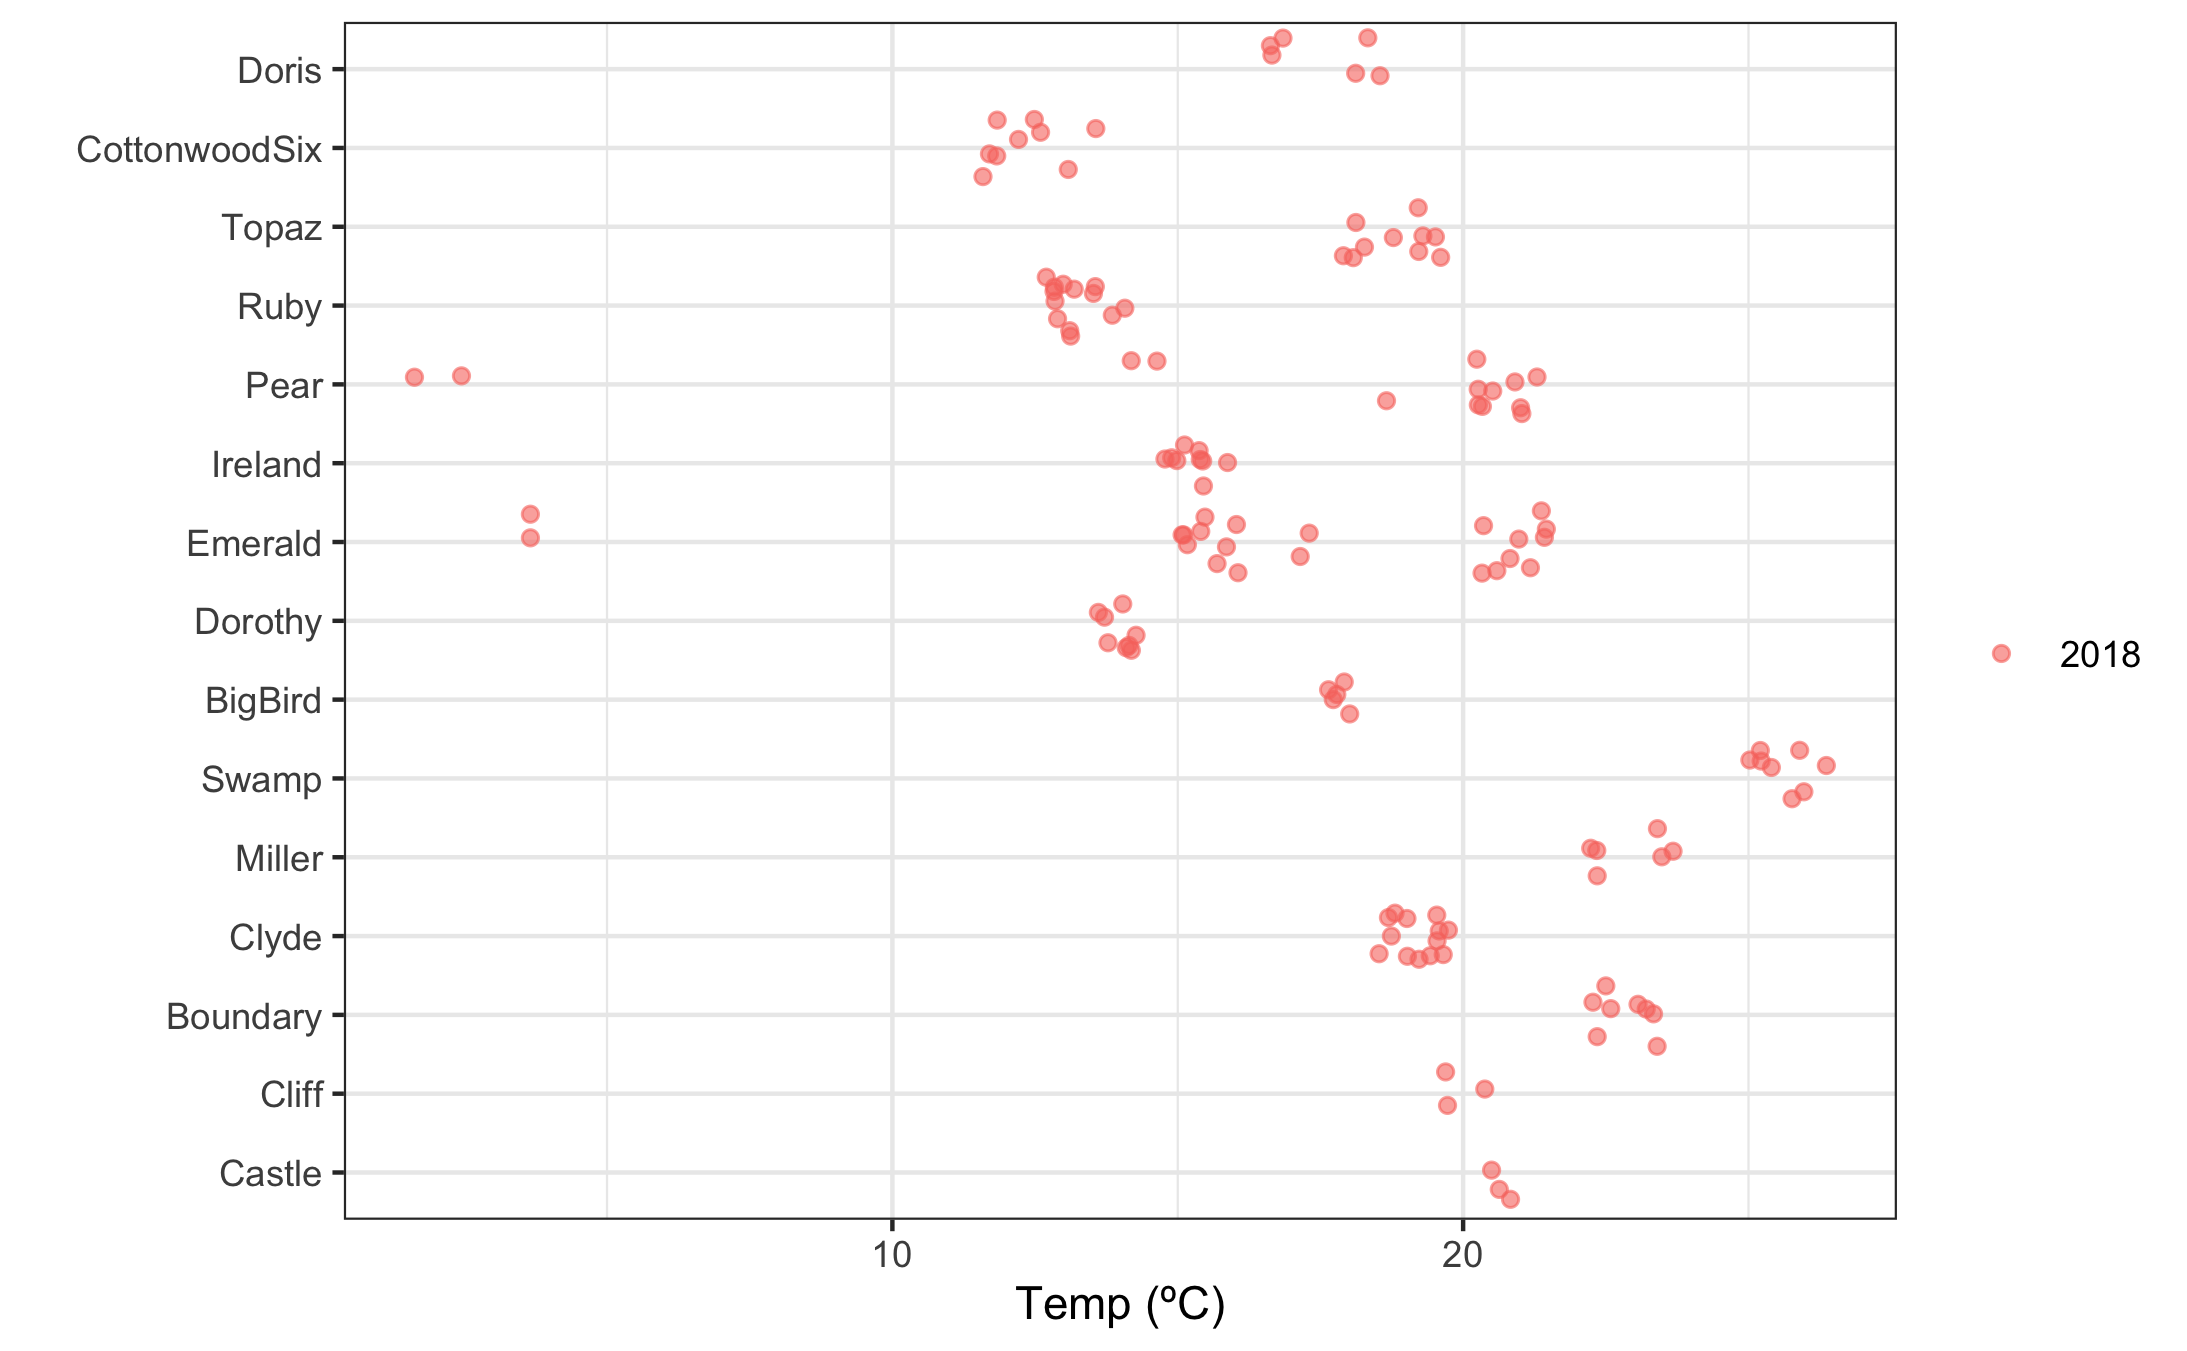 Doris
CottonwoodSix
Topaz
Ruby
Pear
Ireland
Emerald
Dorothy
BigBird
Swamp
Miller
Clyde
Boundary
Cliff
Castle
10 20
Temp (ºC)
2018